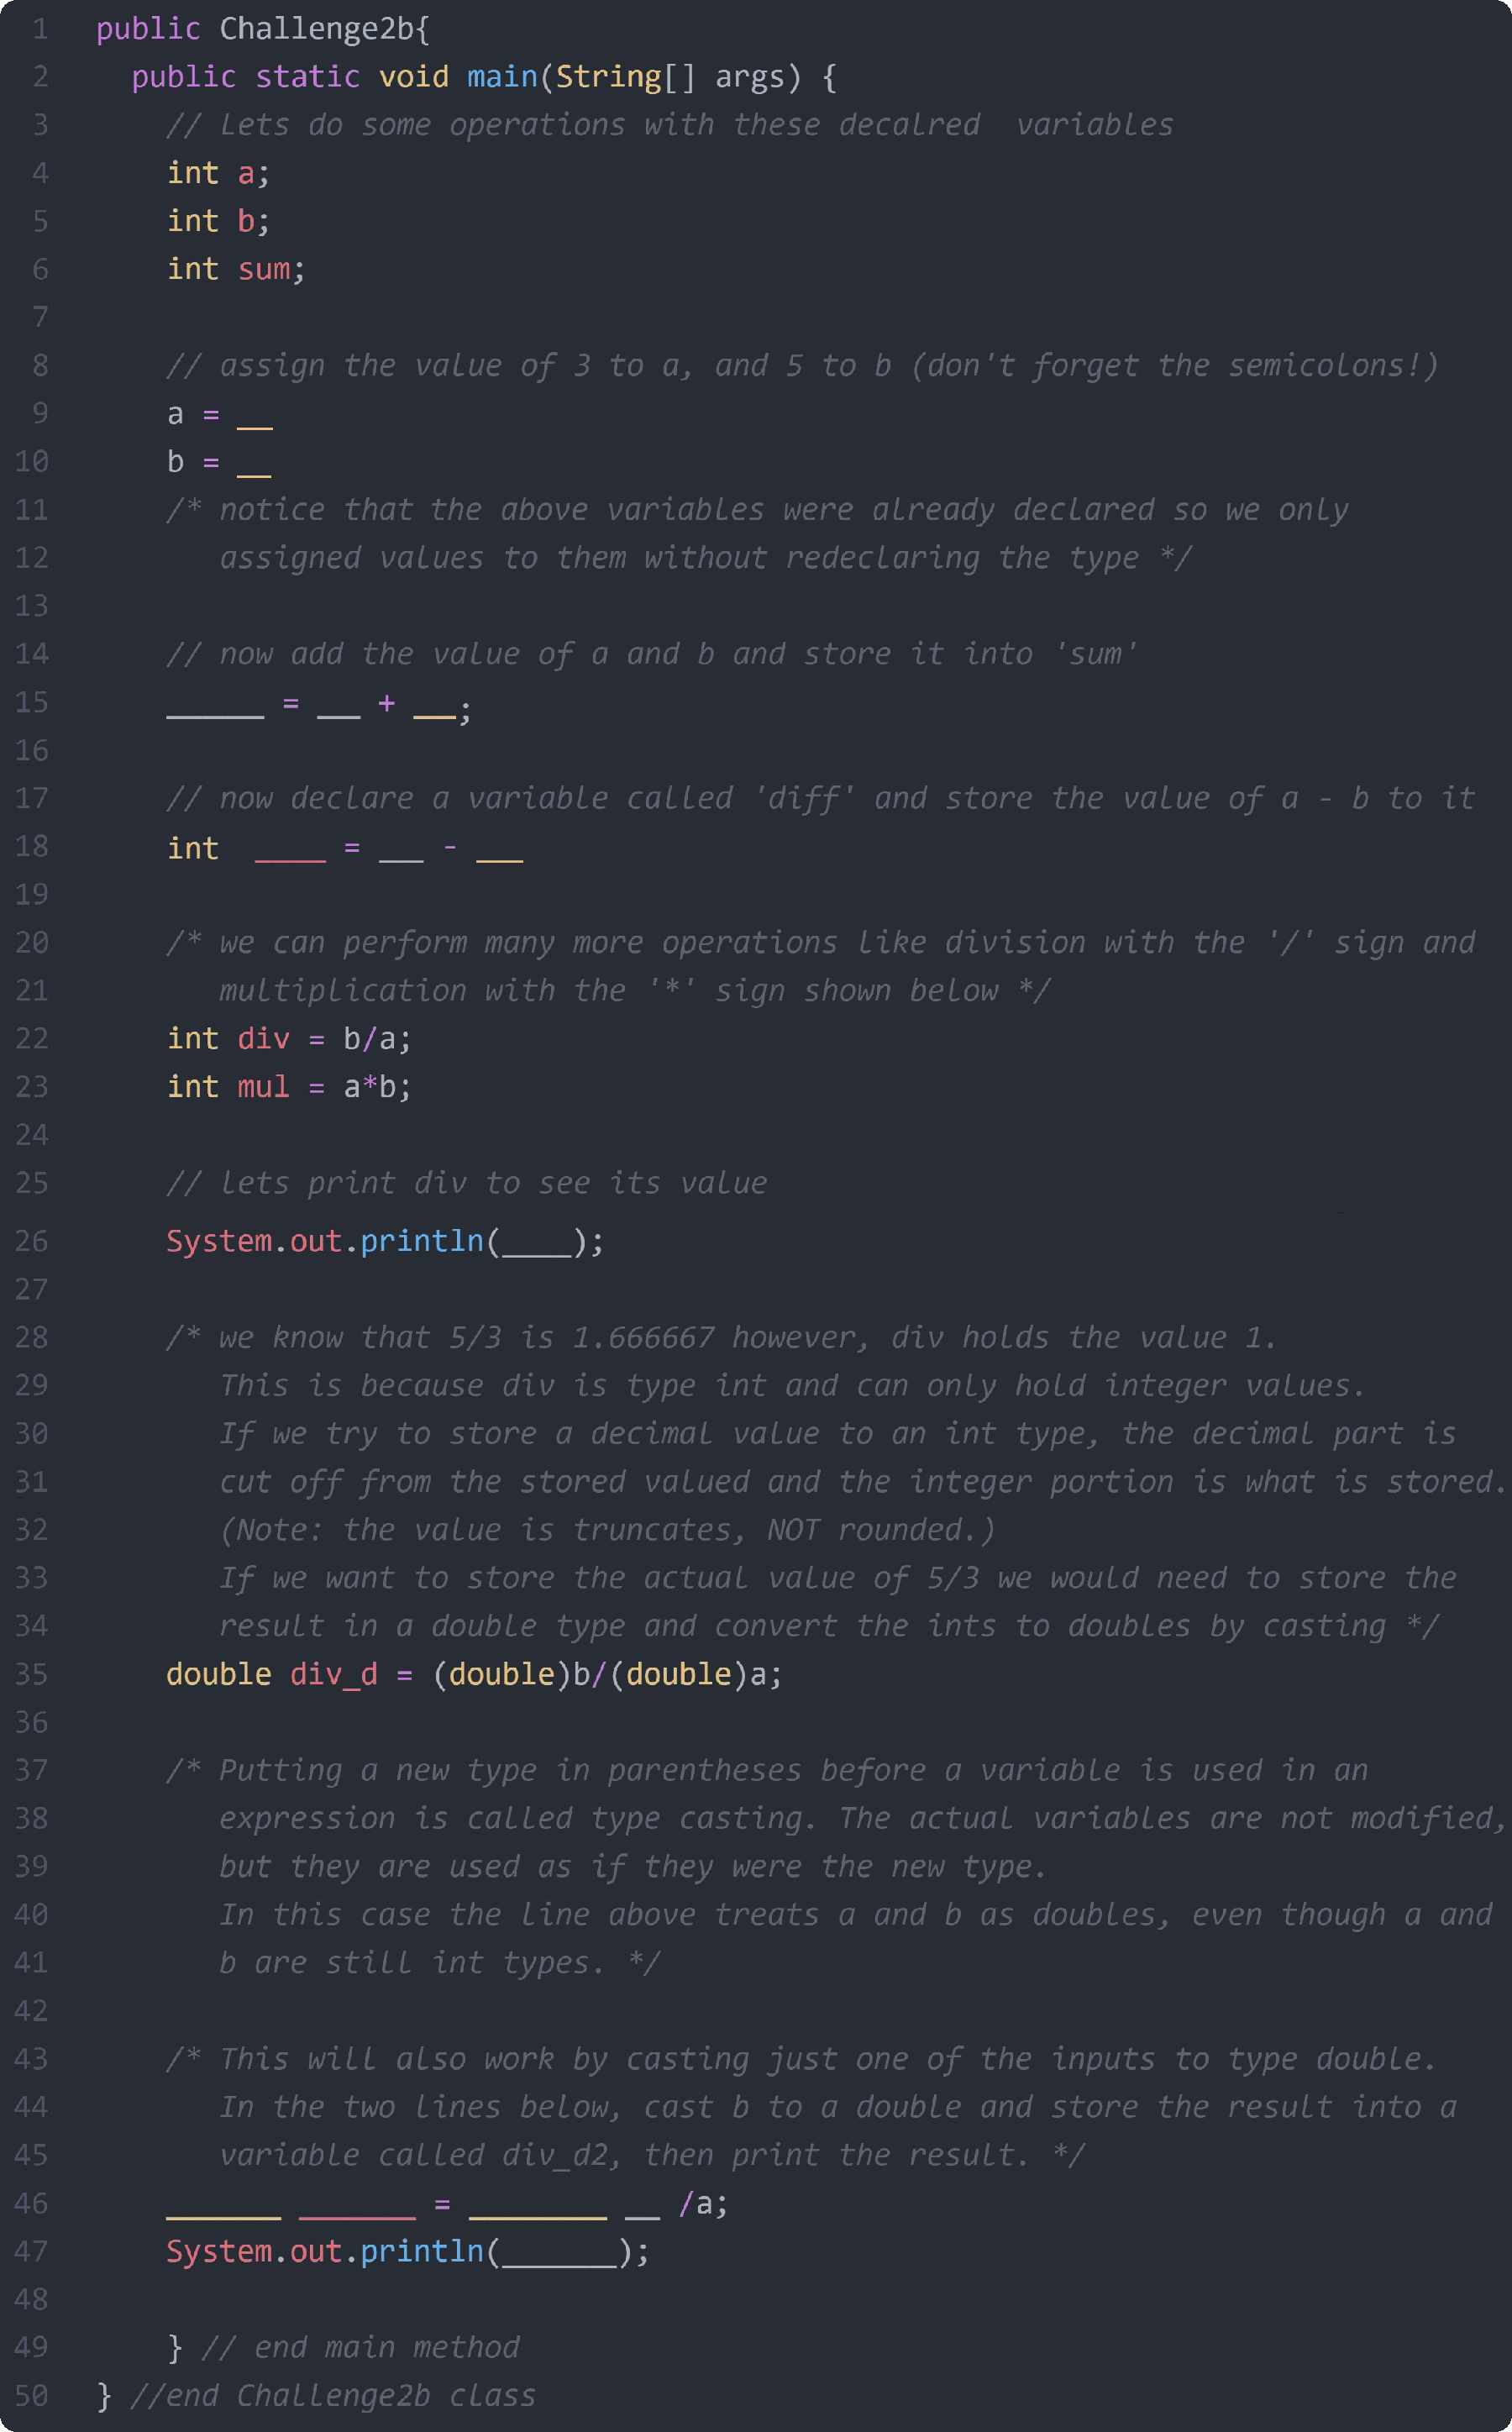 1 public Challenge2b{
2 public static void main(String[] args) {
3 // Lets do some operations with these decalred  variables
4 int a;
5 int b;
6 int sum;
7
8 // assign the value of 3 to a, and 5 to b (don't forget the semicolons!)
9 a = __
10 b = __
11 /* notice that the above variables were already declared so we only
12 assigned values to them without redeclaring the type */
13
14 // now add the value of a and b and store it into 'sum'
15 _____ = __ + __;
16
17 // now declare a variable called 'diff' and store the value of a - b to it
18 int  ____ = __ - __
19
20 /* we can perform many more operations like division with the '/' sign and
21 multiplication with the '*' sign shown below */
22 int div = b/a;
23 int mul = a*b;
24
25 // lets print div to see its value
26 System.out.println(____);
27
28 /* we know that 5/3 is 1.666667 however, div holds the value 1.
29 This is because div is type int and can only hold integer values.
30 If we try to store a decimal value to an int type, the decimal part is
31 cut off from the stored valued and the integer portion is what is stored.
32 (Note: the value is truncates, NOT rounded.)
33 If we want to store the actual value of 5/3 we would need to store the
34 result in a double type and convert the ints to doubles by casting */
35 double div_d = (double)b/(double)a;
36
37 /* Putting a new type in parentheses before a variable is used in an
38 expression is called type casting. The actual variables are not modified,
39 but they are used as if they were the new type.
40 In this case the line above treats a and b as doubles, even though a and
41 b are still int types. */
42
43 /* This will also work by casting just one of the inputs to type double.
44 In the two lines below, cast b to a double and store the result into a
45 variable called div_d2, then print the result. */
46 ______ ______ = ________ __ /a;
47 System.out.println(______);
48
49 } // end main method
50 } //end Challenge2b class